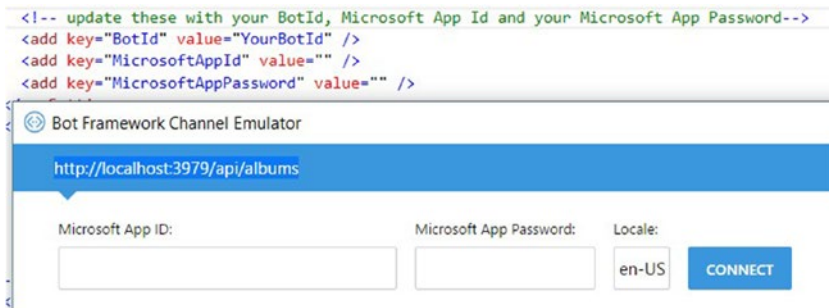 <!-- update these with your BotId, Microsoft App Id and your Microsoft App Password-->
<add key="BotId" value="YourBotId" />
<add key="MicrosoftAppId" value="" />
<add key="MicrosoftAppPassword" value="" />
Bot Framework Channel Emulator
http://localhost:3979/api/albums
Microsoft App ID: Microsoft App Password: Locale:
en-US CONNECT